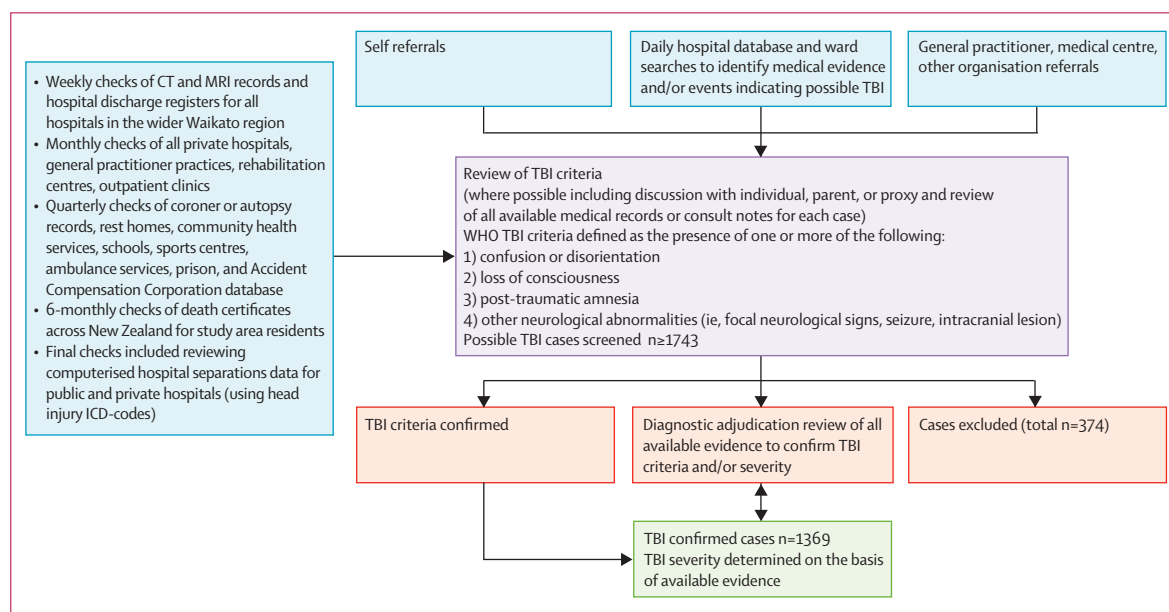 Self referrals
Daily hospital database and ward
searches to identify medical evidence
and/or events indicating possible TBI
General practitioner, medical centre,
other organisation referrals
• Weekly checks of CT and MRI records and
hospital discharge registers for all
hospitals in the wider Waikato region
• Monthly checks of all private hospitals,
general practitioner practices, rehabilitation
centres, outpatient clinics
• Quarterly checks of coroner or autopsy
records, rest homes, community health
services, schools, sports centres,
ambulance services, prison, and Accident
Compensation Corporation database
• 6-monthly checks of death certificates
across New Zealand for study area residents
• Final checks included reviewing
computerised hospital separations data for
public and private hospitals (using head
injury ICD-codes)
Review of TBI criteria
(where possible including discussion with individual, parent, or proxy and review
of all available medical records or consult notes for each case)
WHO TBI criteria defined as the presence of one or more of the following:
1) confusion or disorientation
2) loss of consciousness
3) post-traumatic amnesia
4) other neurological abnormalities (ie, focal neurological signs, seizure, intracranial lesion)
Possible TBI cases screened n≥1743
TBI criteria confirmed
Diagnostic adjudication review of all
available evidence to confirm TBI
criteria and/or severity
Cases excluded (total n=374)
TBI confirmed cases n=1369
TBI severity determined on the basis
of available evidence